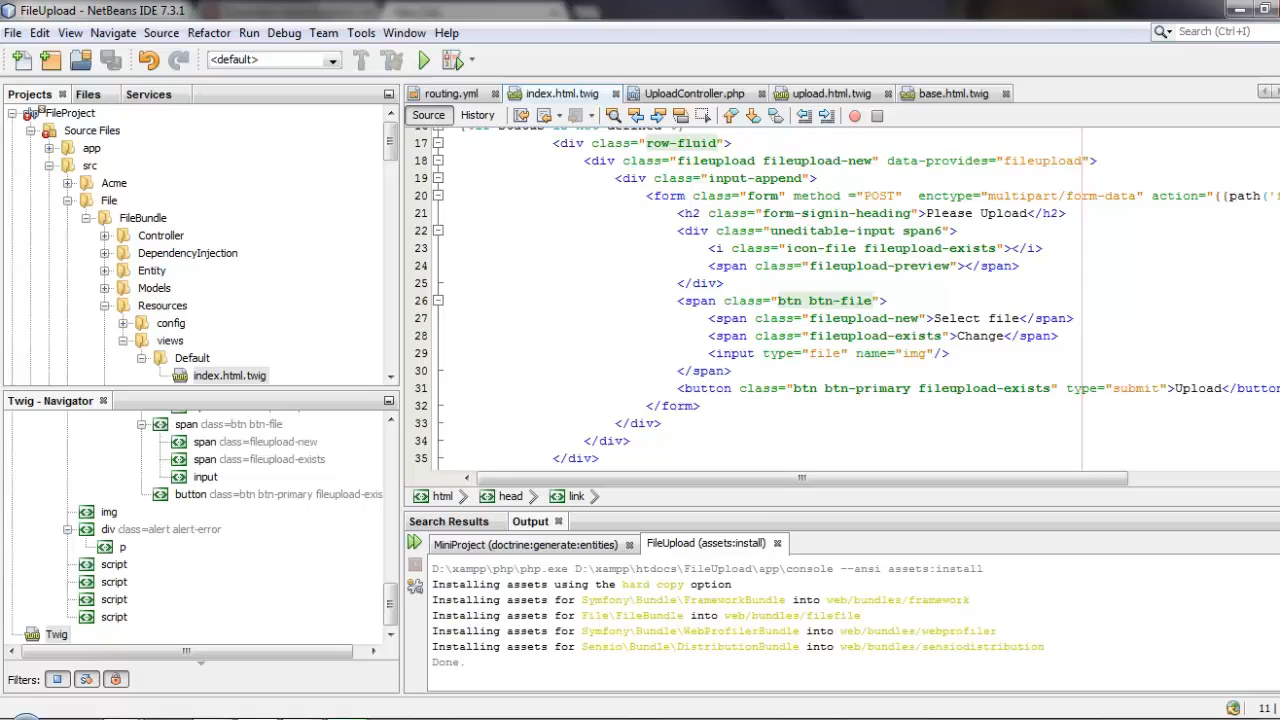 FileUpload - NetBeans IDE 7.3.1
File Edit View Navigate Source Refactor Run Debug Team Tools Window Help
Search (Ctrl+I)
<default>
Projects Files Services
FileProject
Source Files
app
src
Acme
File
FileBundle
Controller
DependencyInjection
Entity
Models
Resources
config
views
Default
index.html.twig
Twig - Navigator
span class=btn btn-file
span class=fileupload-new
span class=fileupload-exists
input
button class=btn btn-primary fileupload-exis
img
div class=alert alert-error
p
script
script
script
Twig
Filters:
routing.yml index.html.twig UploadController.php upload.html.twig base.html.twig
Source History
17 <div class="row-fluid">
18 <div class="fileupload fileupload-new" data-provides="fileupload">
19 <div class="input-append">
20 <form class="form" method ="POST" enctype="multipart/form-data" action="{{path('
21 <h2 class="form-signin-heading">Please Upload</h2>
22 <div class="uneditable-input span6">
23 <i class="icon-file fileupload-exists"></i>
24 <span class="fileupload-preview"></span>
25 </div>
26 <span class="btn btn-file">
27 <span class="fileupload-new">Select file</span>
28 <span class="fileupload-exists">Change</span>
29 <input type="file" name="img"/>
30 </span>
31 <button class="btn btn-primary fileupload-exists" type="submit">Upload</button
32 </form>
33 </div>
34 </div>
35 </div>
html head link
Search Results Output
MiniProject (doctrine:generate:entities) FileUpload (assets:install)
D:\xampp\php\php.exe D:\xampp\htdocs\FileUpload\app\console --ansi assets:install
Installing assets using the hard copy option
Installing assets for Symfony\Bundle\FrameworkBundle into web/bundles/framework
Installing assets for File\FileBundle into web/bundles/filefile
Installing assets for Symfony\Bundle\WebProfilerBundle into web/bundles/webprofiler
Installing assets for Sensio\Bundle\DistributionBundle into web/bundles/sensiodistribution
Done.
11